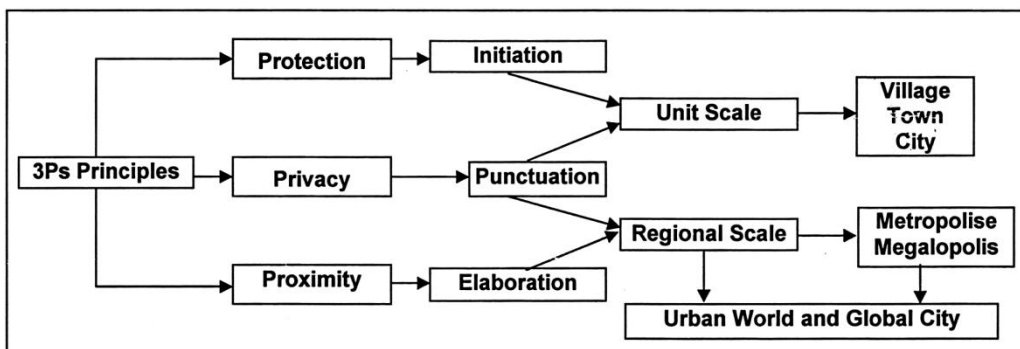 Protection
Initiation
Unit Scale
Village
Town
City
3Ps Principles
Privacy
Punctuation
Regional Scale
Metropolise
Megalopolis
Proximity
Elaboration
Urban World and Global City